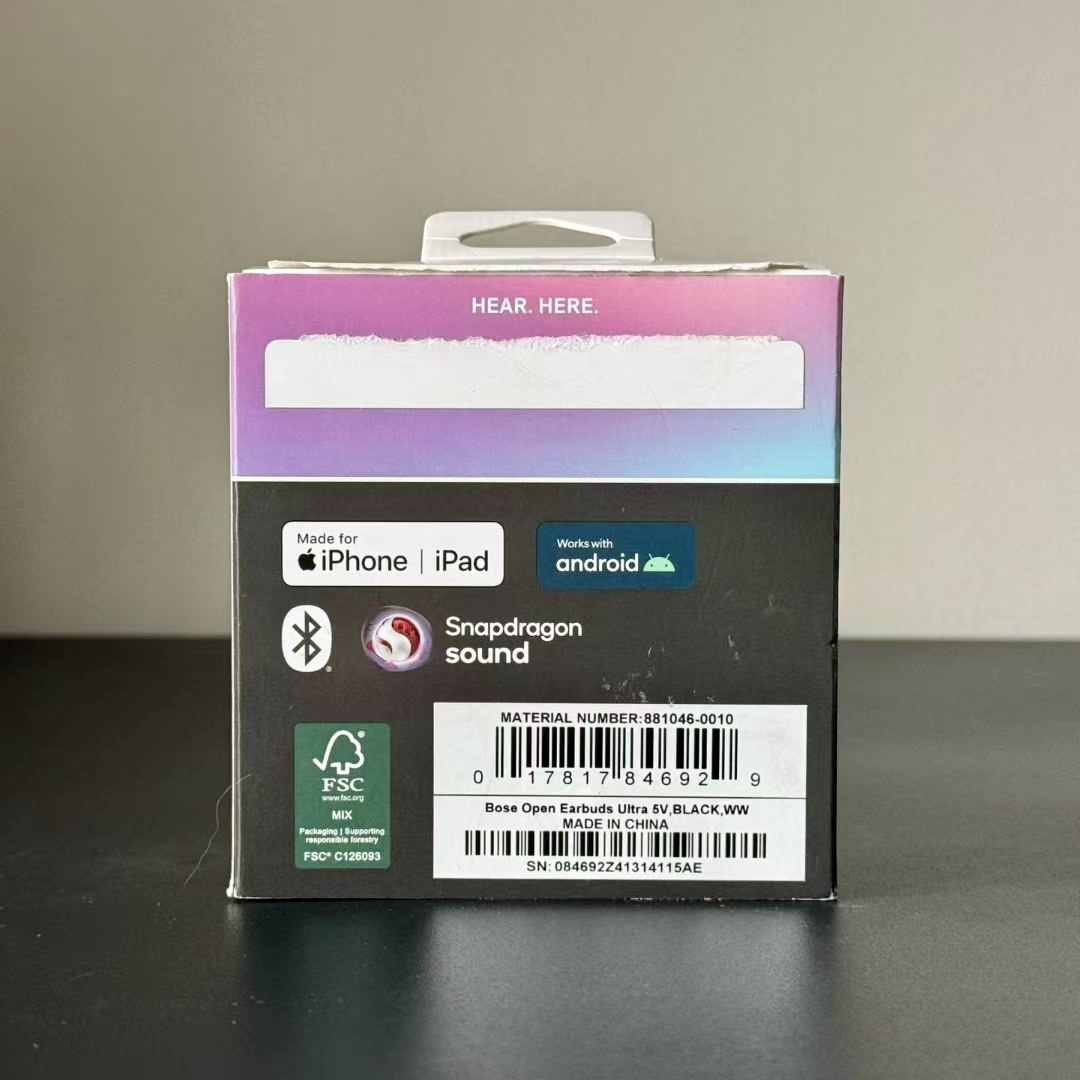 HEAR. HERE.
Made for
iPhone | iPad
Works with
android
Snapdragon
sound
FSC®
www.fsc.org
MIX
Packaging | Supporting
responsible forestry
FSC® C126093
MATERIAL NUMBER:881046-0010
0 17817 84692 9
Bose Open Earbuds Ultra 5V,BLACK,WW
MADE IN CHINA
SN: 084692Z41314115AE